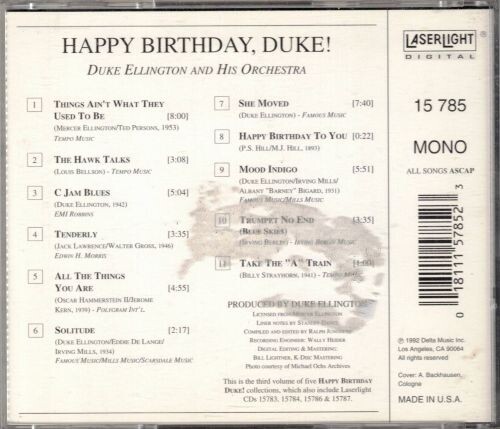 HAPPY BIRTHDAY, DUKE!
DUKE ELLINGTON AND HIS ORCHESTRA
1 THINGS AIN'T WHAT THEY
USED TO BE [8:00]
(MERCER ELLINGTON/TED PERSONS, 1953)
TEMPO MUSIC
2 THE HAWK TALKS [3:08]
(LOUIS BELLSON) - TEMPO MUSIC
3 C JAM BLUES [5:04]
(DUKE ELLINGTON, 1942)
EMI ROBBINS
4 TENDERLY [3:35]
(JACK LAWRENCE/WALTER GROSS, 1946)
EDWIN H. MORRIS
5 ALL THE THINGS
YOU ARE [4:55]
(OSCAR HAMMERSTEIN II/JEROME
KERN, 1939) - POLYGRAM INT'L.
6 SOLITUDE [2:17]
(DUKE ELLINGTON/EDDIE DE LANGE/
IRVING MILLS, 1934)
FAMOUS MUSIC/MILLS MUSIC/SCARSDALE MUSIC
7 SHE MOVED [7:40]
(DUKE ELLINGTON) - FAMOUS MUSIC
8 HAPPY BIRTHDAY TO YOU [0:22]
(P.S. HILL/M.J. HILL, 1893)
9 MOOD INDIGO [5:51]
(DUKE ELLINGTON/IRVING MILLS/
ALBANY "BARNEY" BIGARD, 1931)
FAMOUS MUSIC/MILLS MUSIC
10 TRUMPET NO END [3:35]
(BLUE SKIES)
(IRVING BERLIN) - IRVING BERLIN MUSIC
11 TAKE THE "A" TRAIN [4:00]
(BILLY STRAYHORN, 1941) - TEMPO MUSIC
PRODUCED BY DUKE ELLINGTON
LICENSED FROM MERCER ELLINGTON
LINER NOTES BY STANLEY DANCE
COMPILED AND EDITED BY RALPH
RECORDING ENGINEER: WALLY HEIDER
DIGITAL EDITING & MASTERING:
BILL LIGHTNER, K-DISC MASTERING
Photo courtesy of Michael Ochs Archives
This is the third volume of five HAPPY BIRTHDAY
DUKE! collections, which also include Laserlight
CDs 15783, 15784, 15786 & 15787.
LASERLIGHT ®
DIGITAL
15 785
MONO
ALL SONGS ASCAP
0 18111 57852 3
℗ 1992 Delta Music Inc.
Los Angeles, CA 90064
All rights reserved
Cover: A. Backhausen,
Cologne
MADE IN U.S.A.